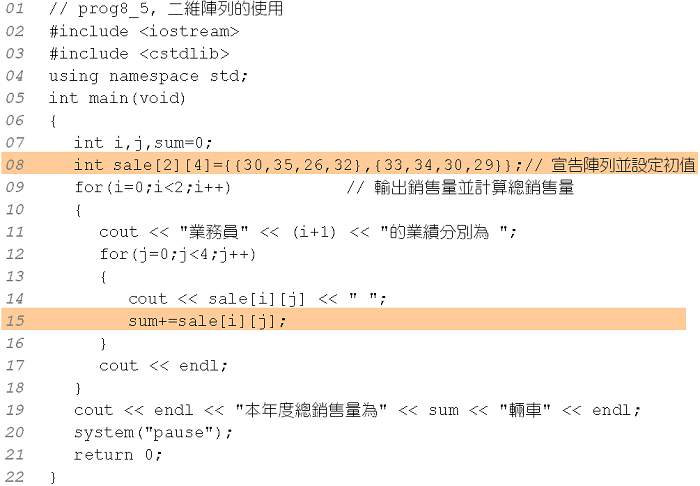 01 // prog8_5, 二維陣列的使用
02 #include <iostream>
03 #include <cstdlib>
04 using namespace std;
05 int main(void)
06 {
07 int i,j,sum=0;
08 int sale[2][4]={{30,35,26,32},{33,34,30,29}};// 宣告陣列並設定初值
09 for(i=0;i<2;i++) // 輸出銷售量並計算總銷售量
10 {
11 cout << "業務員" << (i+1) << "的業績分別為 ";
12 for(j=0;j<4;j++)
13 {
14 cout << sale[i][j] << " ";
15 sum+=sale[i][j];
16 }
17 cout << endl;
18 }
19 cout << endl << "本年度總銷售量為" << sum << "輛車" << endl;
20 system("pause");
21 return 0;
22 }